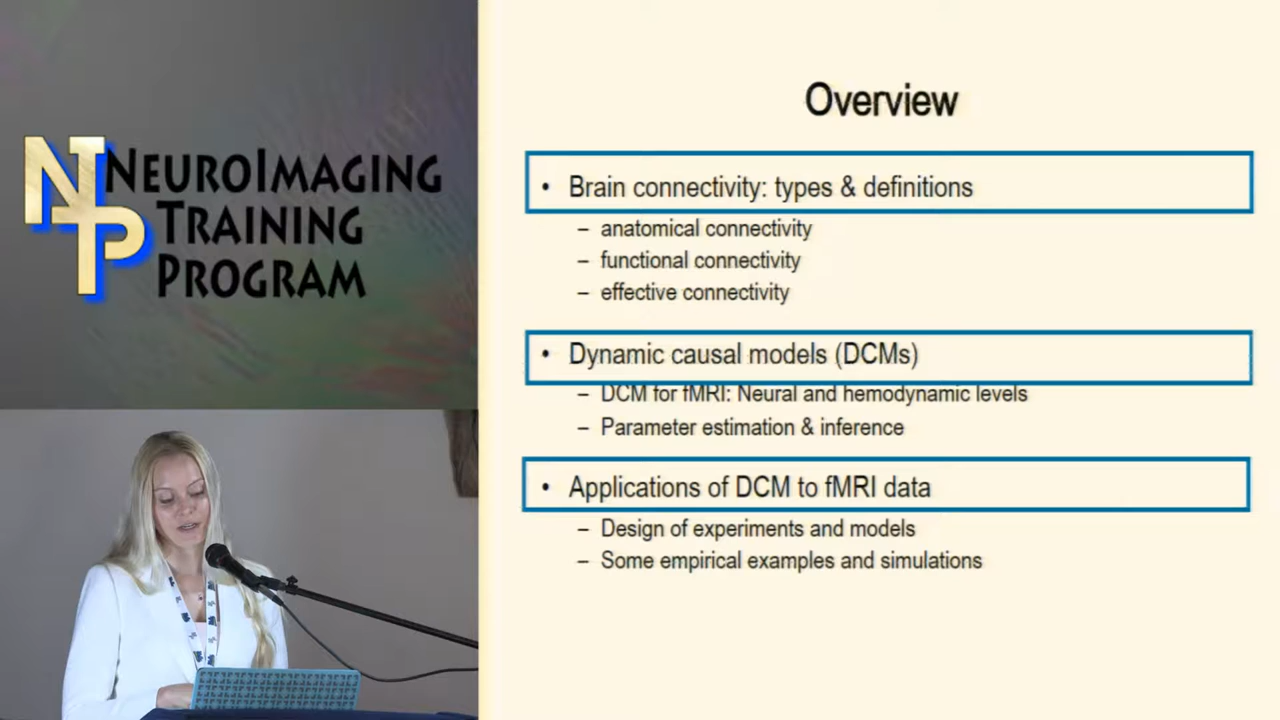 NTP
NEUROIMAGING
TRAINING
PROGRAM
Overview
• Brain connectivity: types & definitions
– anatomical connectivity
– functional connectivity
– effective connectivity
• Dynamic causal models (DCMs)
– DCM for fMRI: Neural and hemodynamic levels
– Parameter estimation & inference
• Applications of DCM to fMRI data
– Design of experiments and models
– Some empirical examples and simulations